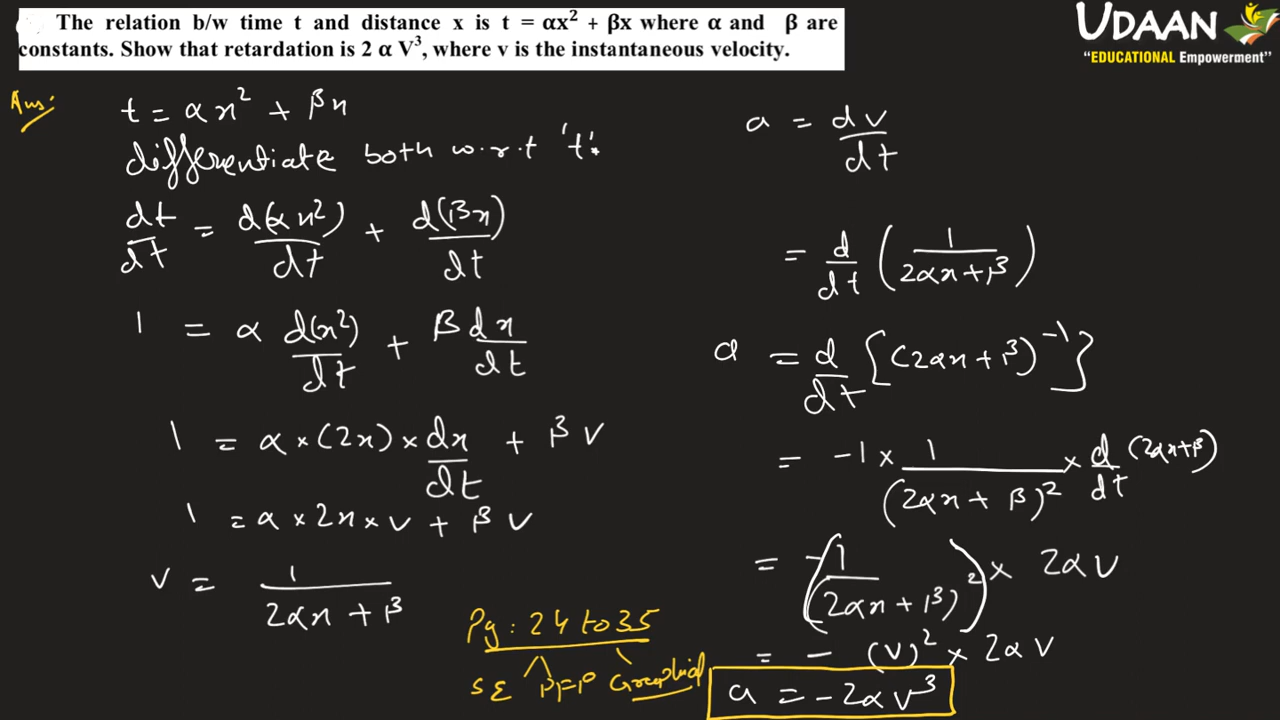 The relation b/w time t and distance x is t = αx² + βx where α and β are
constants. Show that retardation is 2 α V³, where v is the instantaneous velocity.
UDAAN
"EDUCATIONAL Empowerment"
Ans:
t = αx² + βx
differentiate both w.r.t 't'.
dt/dt = d(αx²)/dt + d(βx)/dt
1 = α d(x²)/dt + β dx/dt
1 = α × (2x) × dx/dt + β v
1 = α × 2x × v + β v
v = 1/(2αx + β)
a = dv/dt
= d/dt (1/(2αx + β))
a = d/dt [(2αx + β)⁻¹]
= -1 × 1/(2αx + β)² × d/dt (2αx + β)
= (-1/(2αx + β)²) × 2αv
= - (v)² × 2αv
a = -2αv³
Pg: 24 to 35
SE Graphical